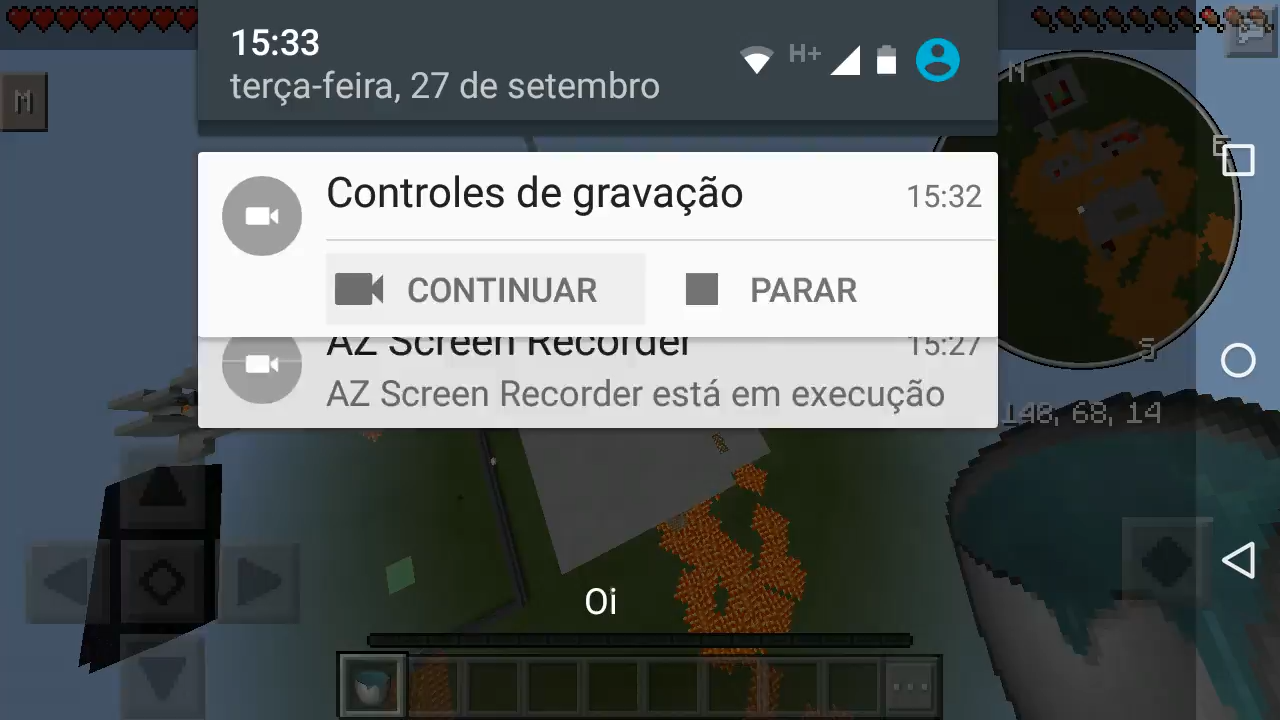 15:33
H+
terça-feira, 27 de setembro
M
N
Controles de gravação 15:32
CONTINUAR PARAR
AZ Screen Recorder 15:27
AZ Screen Recorder está em execução
S
148, 68, 14
Oi